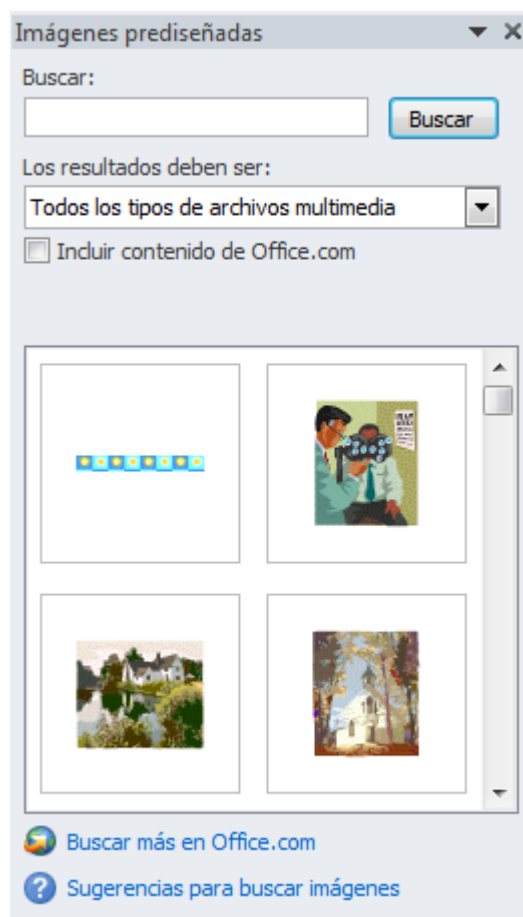 Imágenes prediseñadas
Buscar:
Buscar
Los resultados deben ser:
Todos los tipos de archivos multimedia
Incluir contenido de Office.com
Buscar más en Office.com
Sugerencias para buscar imágenes